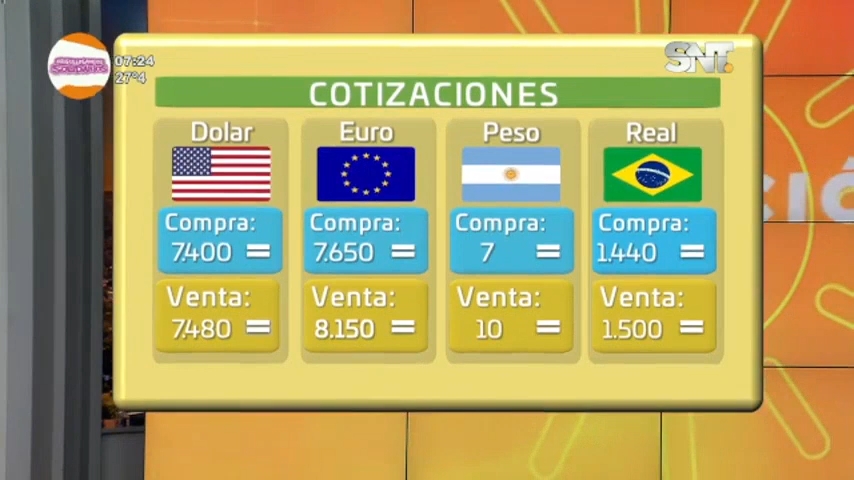 07:24
27°4
SNT.
COTIZACIONES
Dolar
Euro
Peso
Real
Compra:
7.400 =
Compra:
7.650 =
Compra:
7 =
Compra:
1.440 =
Venta:
7.480 =
Venta:
8.150 =
Venta:
10 =
Venta:
1.500 =
CIÓ